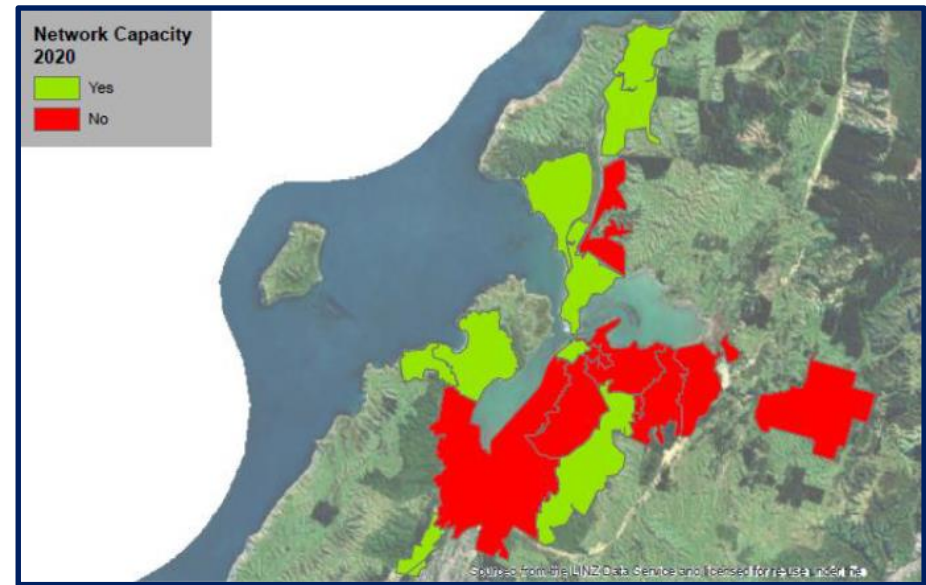 Network Capacity
2020
Yes
No
Sourced from the LINZ Data Service and licensed for reuse under the